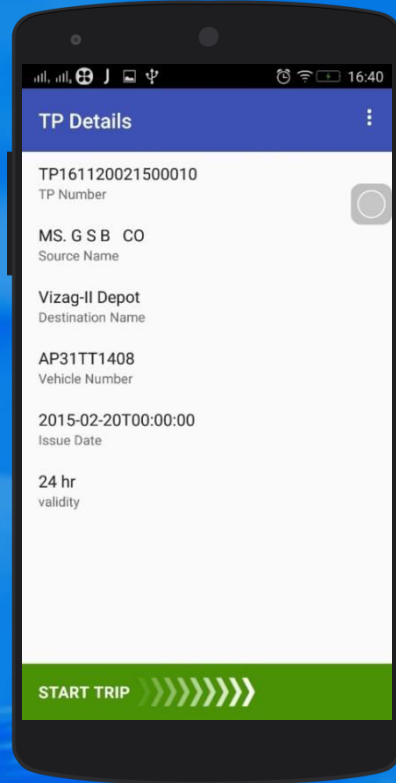 16:40
TP Details
TP161120021500010
TP Number
MS. G S B   CO
Source Name
Vizag-II Depot
Destination Name
AP31TT1408
Vehicle Number
2015-02-20T00:00:00
Issue Date
24 hr
validity
START TRIP